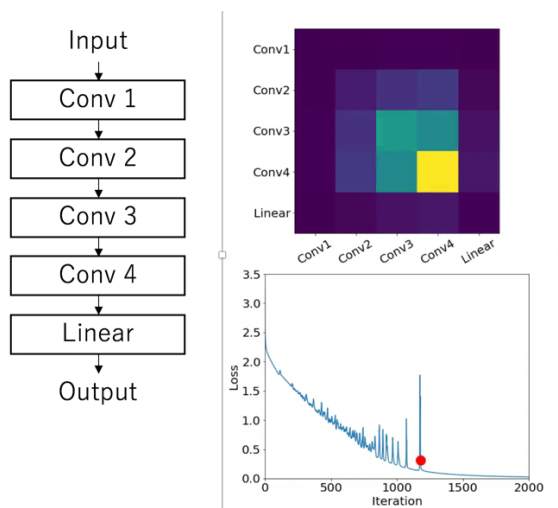 Input
Conv 1
Conv 2
Conv 3
Conv 4
Linear
Output
Conv1
Conv2
Conv3
Conv4
Linear
Conv1 Conv2 Conv3 Conv4 Linear
3.5
3.0
2.5
2.0
1.5
1.0
0.5
0.0
Loss
0 500 1000 1500 2000
Iteration